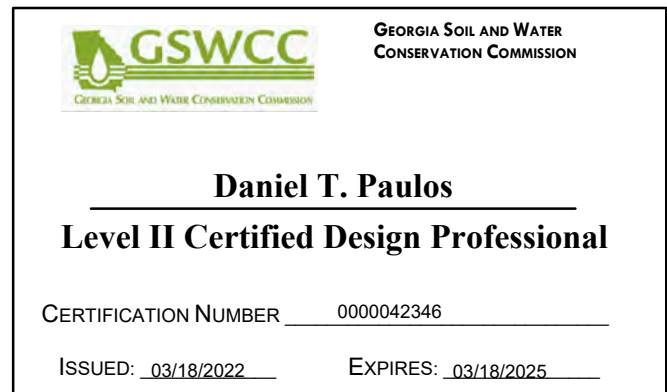 GSWCC
GEORGIA SOIL AND WATER CONSERVATION COMMISSION
GEORGIA SOIL AND WATER
CONSERVATION COMMISSION
Daniel T. Paulos
Level II Certified Design Professional
CERTIFICATION NUMBER 0000042346
ISSUED: 03/18/2022 EXPIRES: 03/18/2025